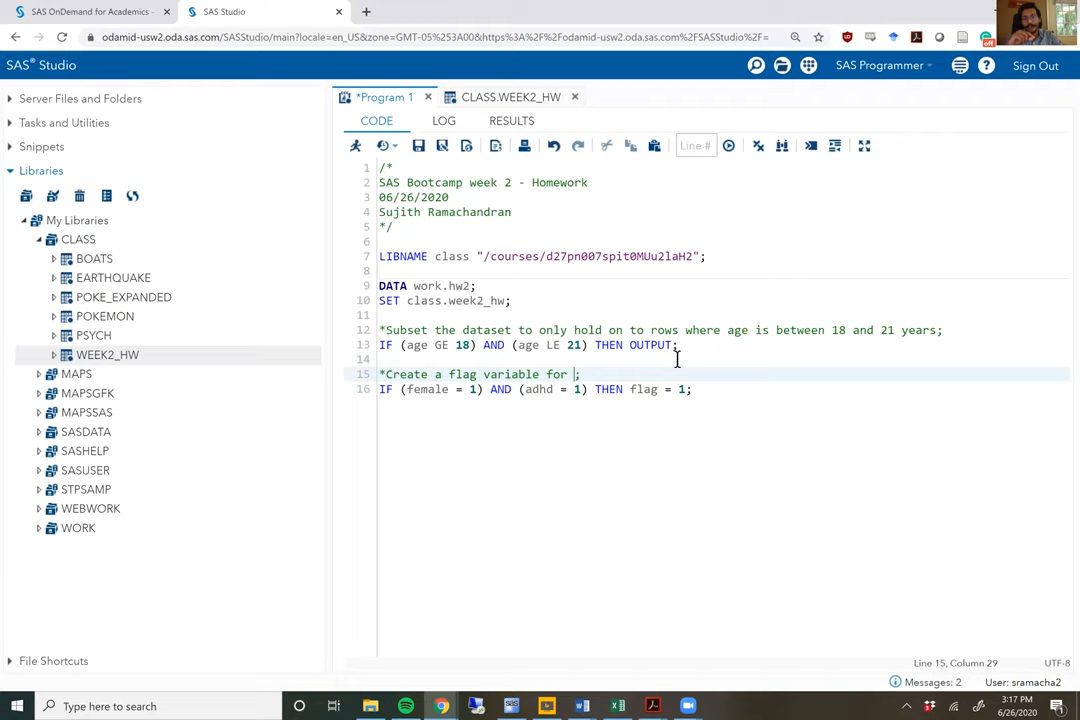 SAS OnDemand for Academics -
SAS Studio
odamid-usw2.oda.sas.com/SASStudio/main?locale=en_US&zone=GMT-05%253A00&https%3A%2F%2Fodamid-usw2.oda.sas.com%2FSASStudio%2F=
SAS® Studio
SAS Programmer
Sign Out
Server Files and Folders
Tasks and Utilities
Snippets
Libraries
My Libraries
CLASS
BOATS
EARTHQUAKE
POKE_EXPANDED
POKEMON
PSYCH
WEEK2_HW
MAPS
MAPSGFK
MAPSSAS
SASDATA
SASHELP
SASUSER
STPSAMP
WEBWORK
WORK
File Shortcuts
*Program 1
CLASS.WEEK2_HW
CODE LOG RESULTS
Line #
1 /*
2 SAS Bootcamp week 2 - Homework
3 06/26/2020
4 Sujith Ramachandran
5 */
6
7 LIBNAME class "/courses/d27pn007spit0MUu2laH2";
8
9 DATA work.hw2;
10 SET class.week2_hw;
11
12 *Subset the dataset to only hold on to rows where age is between 18 and 21 years;
13 IF (age GE 18) AND (age LE 21) THEN OUTPUT;
14
15 *Create a flag variable for ;
16 IF (female = 1) AND (adhd = 1) THEN flag = 1;
Line 15, Column 29
UTF-8
Messages: 2
User: sramacha2
Type here to search
3:17 PM
6/26/2020